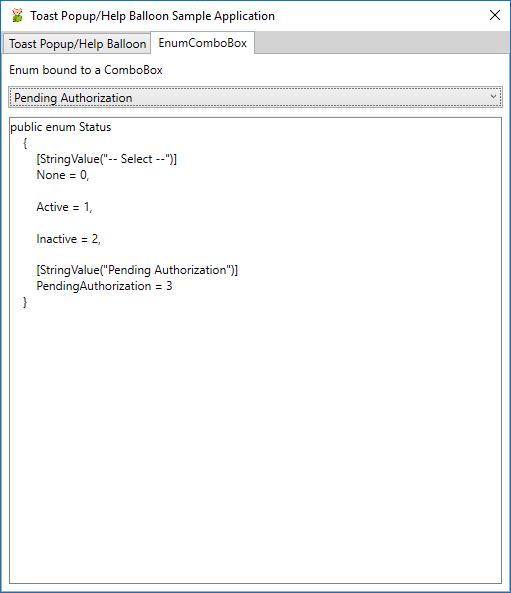 Toast Popup/Help Balloon Sample Application
Toast Popup/Help Balloon EnumComboBox
Enum bound to a ComboBox
Pending Authorization
public enum Status
{
[StringValue("-- Select --")]
None = 0,
Active = 1,
Inactive = 2,
[StringValue("Pending Authorization")]
PendingAuthorization = 3
}